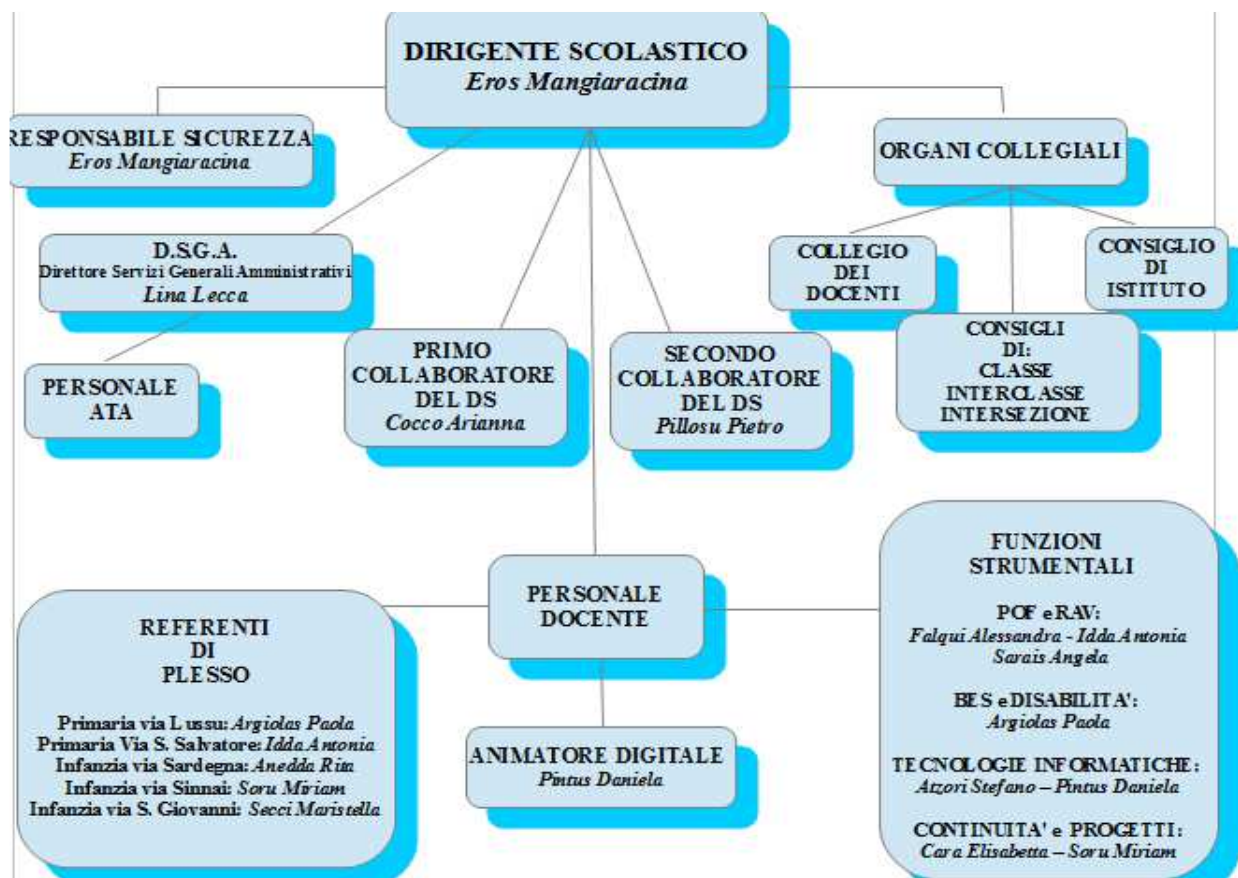 DIRIGENTE SCOLASTICO
Eros Mangiaracina
RESPONSABILE SICUREZZA
Eros Mangiaracina
ORGANI COLLEGIALI
D.S.G.A.
Direttore Servizi Generali Amministrativi
Lina Lecca
COLLEGIO
DEI
DOCENTI
CONSIGLIO
DI
ISTITUTO
CONSIGLI
DI:
CLASSE
INTERCLASSE
INTERSEZIONE
PERSONALE
ATA
PRIMO
COLLABORATORE
DEL DS
Cocco Arianna
SECONDO
COLLABORATORE
DEL DS
Pillosu Pietro
PERSONALE
DOCENTE
REFERENTI
DI
PLESSO
Primaria via Lussu: Argiolas Paola
Primaria Via S. Salvatore: Idda Antonia
Infanzia via Sardegna: Anedda Rita
Infanzia via Sinnai: Soru Miriam
Infanzia via S. Giovanni: Secci Maristella
ANIMATORE DIGITALE
Pintus Daniela
FUNZIONI
STRUMENTALI
POF e RAV:
Falqui Alessandra - Idda Antonia
Sarais Angela
BES e DISABILITA':
Argiolas Paola
TECNOLOGIE INFORMATICHE:
Atzori Stefano – Pintus Daniela
CONTINUITA' e PROGETTI:
Cara Elisabetta – Soru Miriam